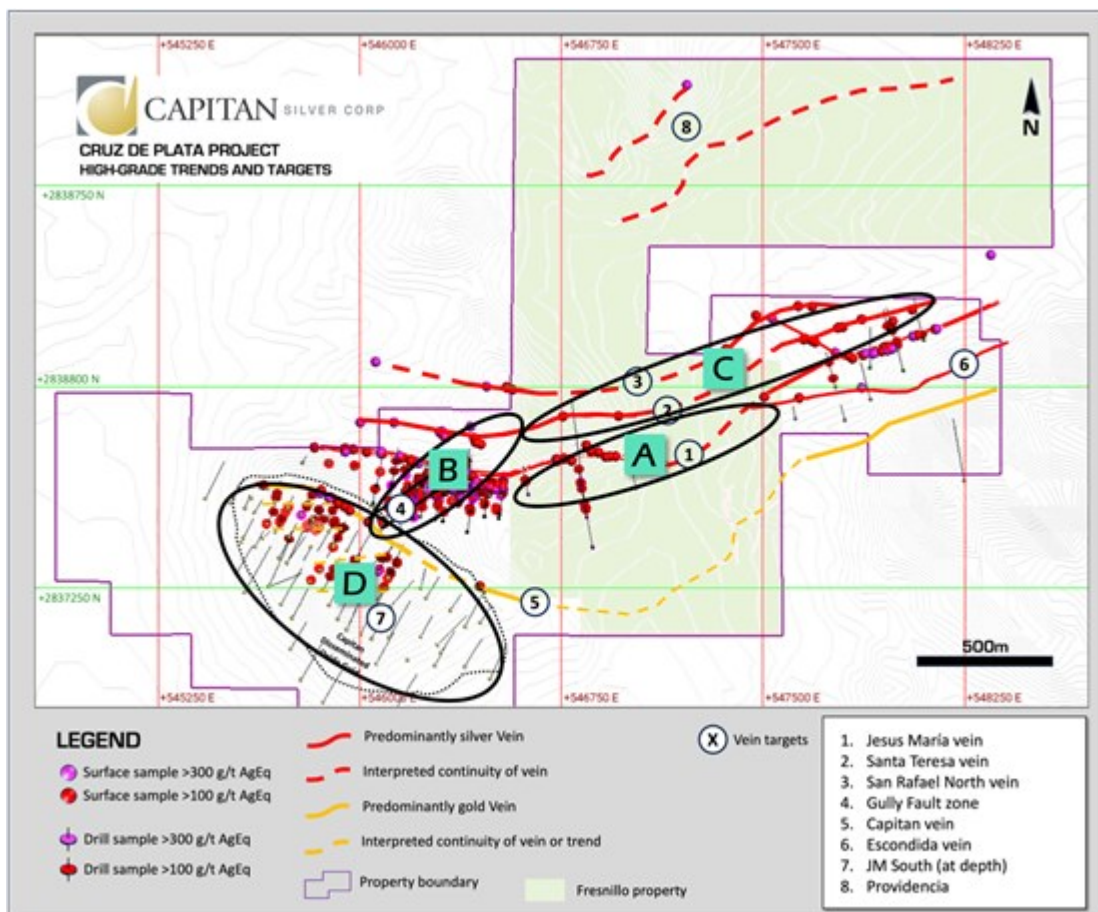 +545250 E +546000 E +546750 E +547500 E +548250 E
CAPITAN SILVER CORP
CRUZ DE PLATA PROJECT
HIGH-GRADE TRENDS AND TARGETS
N
8
+2838750 N
+2838800 N
3
C
6
2
A
1
B
4
D
+2837250 N
7
5
Capitan
500m
+545250 E +546000 E +546750 E +547500 E +548250 E
LEGEND
Surface sample >300 g/t AgEq
Surface sample >100 g/t AgEq
Drill sample >300 g/t AgEq
Drill sample >100 g/t AgEq
Predominantly silver Vein
Interpreted continuity of vein
Predominantly gold Vein
Interpreted continuity of vein or trend
Property boundary
Fresnillo property
X Vein targets
1. Jesus María vein
2. Santa Teresa vein
3. San Rafael North vein
4. Gully Fault zone
5. Capitan vein
6. Escondida vein
7. JM South (at depth)
8. Providencia